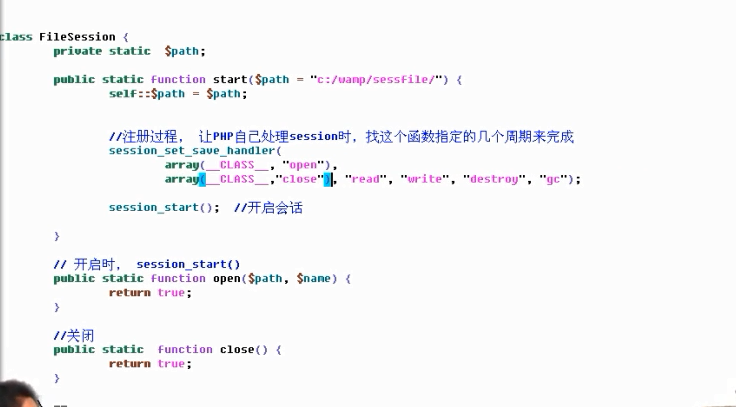 class FileSession {
private static $path;
public static function start($path = "c:/wamp/sessfile/") {
self::$path = $path;
//注册过程， 让PHP自己处理session时，找这个函数指定的几个周期来完成
session_set_save_handler(
array(__CLASS__, "open"),
array(__CLASS__,"close"), "read", "write", "destroy", "gc");
session_start(); //开启会话
}
// 开启时， session_start()
public static function open($path, $name) {
return true;
}
//关闭
public static function close() {
return true;
}